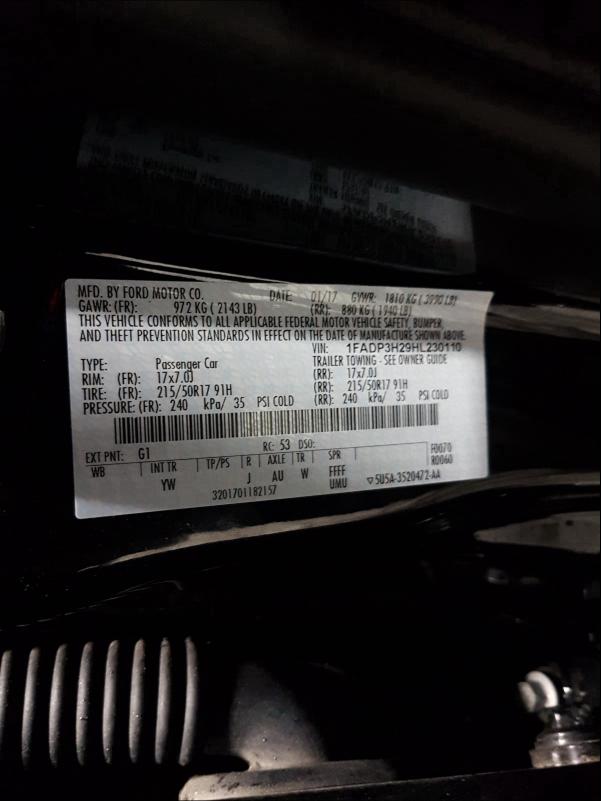 MFD. BY FORD MOTOR CO. DATE: 01/17 GVWR: 1810 KG ( 3990 LB)
GAWR: (FR): 972 KG ( 2143 LB) (RR): 880 KG ( 1940 LB)
THIS VEHICLE CONFORMS TO ALL APPLICABLE FEDERAL MOTOR VEHICLE SAFETY, BUMPER,
AND THEFT PREVENTION STANDARDS IN EFFECT ON THE DATE OF MANUFACTURE SHOWN ABOVE.
VIN: 1FADP3H29HL230110
TYPE: Passenger Car TRAILER TOWING - SEE OWNER GUIDE
RIM: (FR): 17x7.0J (RR): 17x7.0J
TIRE: (FR): 215/50R17 91H (RR): 215/50R17 91H
PRESSURE: (FR): 240 kPa/ 35 PSI COLD (RR): 240 kPa/ 35 PSI COLD
EXT PNT: G1 RC: 53 DSO: F0070
WB INT TR TP/PS R AXLE TR SPR R0060
YW J AU W FFFF
UMU 5U5A-3520472-AA
3201701182157